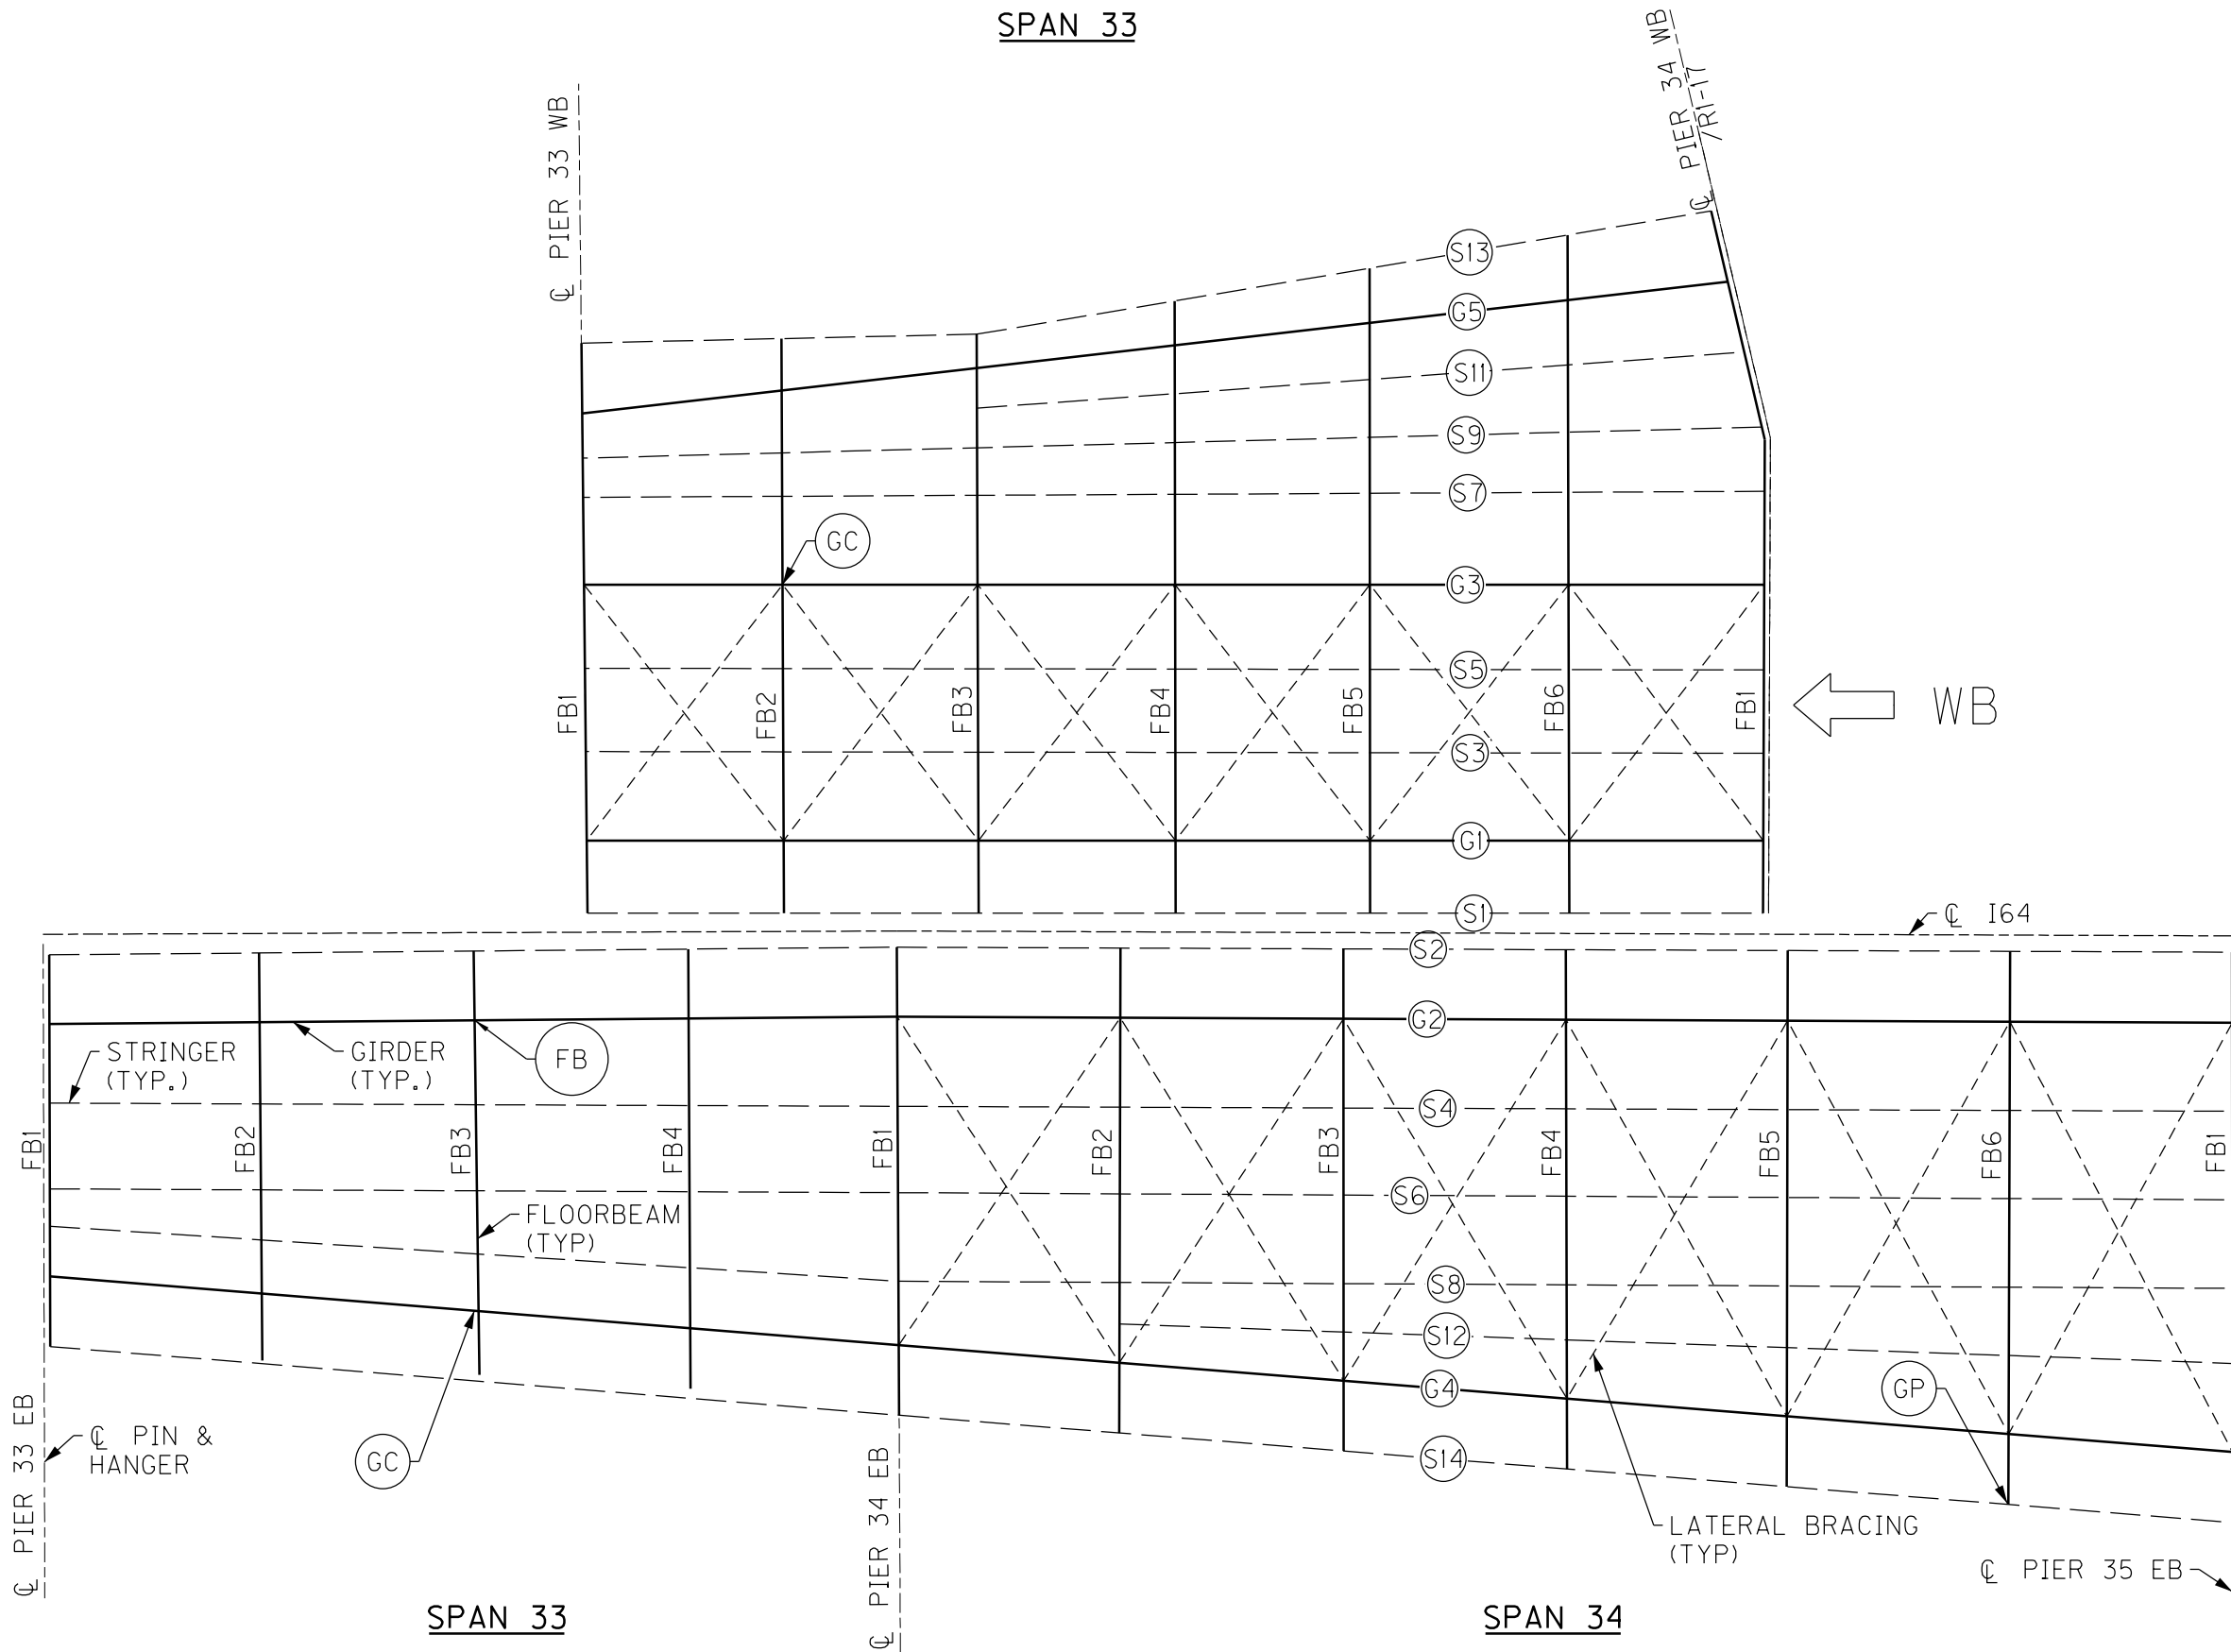 SPAN 33
℄ PIER 33 WB
℄ PIER 34 WB
/R1-17
S13
G5
S11
S9
S7
GC
G3
S5
FB1
FB2
FB3
FB4
FB5
FB6
FB1
WB
S3
G1
S1
℄ I64
S2
G2
STRINGER
(TYP.)
GIRDER
(TYP.)
FB
S4
FB1
FB2
FB3
FB4
FB1
FB2
FB3
FB4
FB5
FB6
FB1
S6
FLOORBEAM
(TYP)
S8
S12
G4
GP
S14
℄ PIN &
HANGER
GC
℄ PIER 33 EB
℄ PIER 34 EB
LATERAL BRACING
(TYP)
℄ PIER 35 EB
SPAN 33
SPAN 34